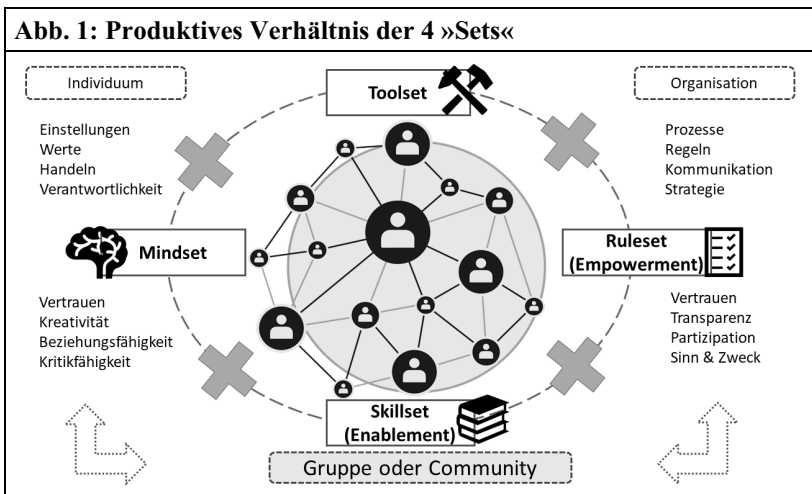 Abb. 1: Produktives Verhältnis der 4 »Sets«
Individuum
Toolset
Organisation
Einstellungen
Werte
Handeln
Verantwortlichkeit
Prozesse
Regeln
Kommunikation
Strategie
Mindset
Ruleset
(Empowerment)
Vertrauen
Kreativität
Beziehungsfähigkeit
Kritikfähigkeit
Vertrauen
Transparenz
Partizipation
Sinn & Zweck
Skillset
(Enablement)
Gruppe oder Community